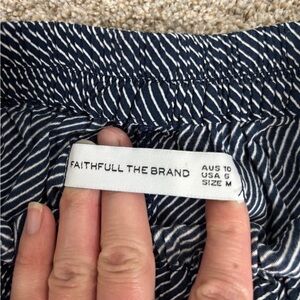 FAITHFULL THE BRAND
AUS 10
USA 6
SIZE M